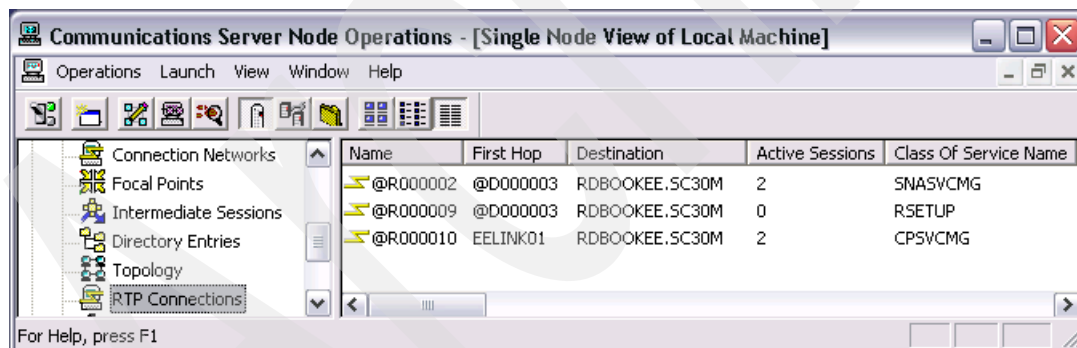 Communications Server Node Operations - [Single Node View of Local Machine]
Operations Launch View Window Help
Connection Networks
Focal Points
Intermediate Sessions
Directory Entries
Topology
RTP Connections
Name First Hop Destination Active Sessions Class Of Service Name
@R000002 @D000003 RDBOOKEE.SC30M 2 SNASVCMG
@R000009 @D000003 RDBOOKEE.SC30M 0 RSETUP
@R000010 EELINK01 RDBOOKEE.SC30M 2 CPSVCMG
For Help, press F1